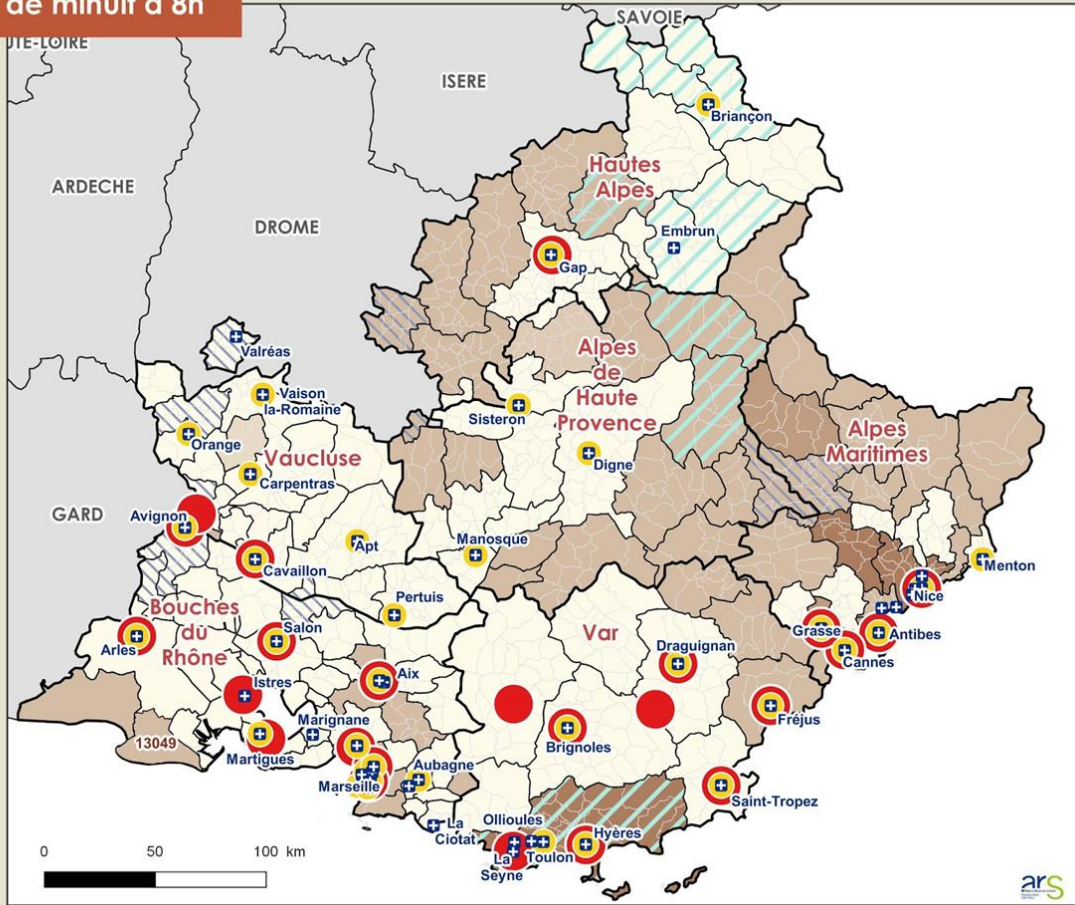 de minuit à 8h
SAVOIE
UTE-LOIRE
ISERE
Briançon
Hautes
Alpes
ARDECHE
DROME
Embrun
Gap
Valréas
Alpes
de
Haute
Provence
Vaison
la-Romaine
Sisteron
Orange
Vaucluse
Alpes
Maritimes
Digne
Carpentras
GARD
Avignon
Apt
Manosque
Menton
Cavaillon
Nice
Pertuis
Bouches
du
Rhône
Salon
Var
Grasse
Antibes
Arles
Draguignan
Cannes
Aix
Istres
Fréjus
Marignane
13049
Brignoles
Martigues
Aubagne
Marseille
Saint-Tropez
La
Ciotat
Ollioules
Hyères
La
Seyne
Toulon
0 50 100 km
ars